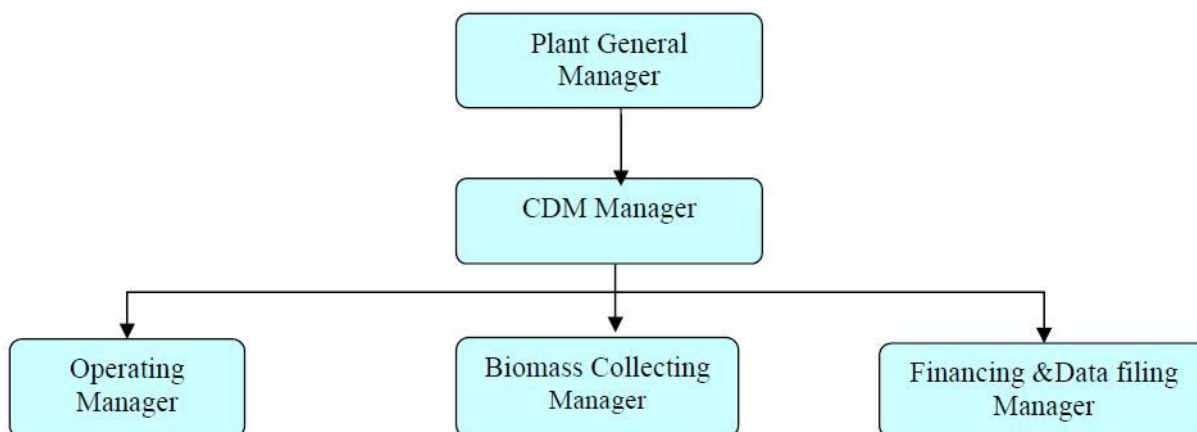 Plant General
Manager
CDM Manager
Operating
Manager
Biomass Collecting
Manager
Financing &Data filing
Manager